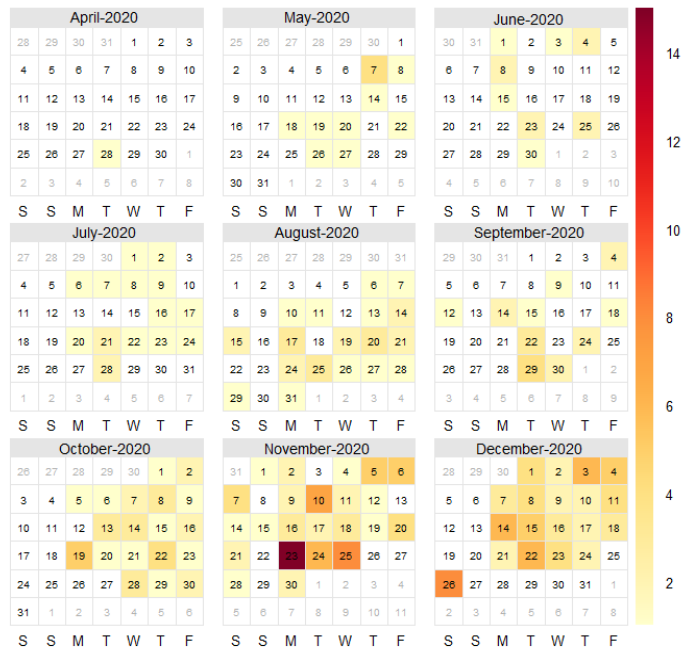 April-2020
28 29 30 31 1 2 3
4 5 6 7 8 9 10
11 12 13 14 15 16 17
18 19 20 21 22 23 24
25 26 27 28 29 30 1
2 3 4 5 6 7 8
S S M T W T F
May-2020
25 26 27 28 29 30 1
2 3 4 5 6 7 8
9 10 11 12 13 14 15
16 17 18 19 20 21 22
23 24 25 26 27 28 29
30 31 1 2 3 4 5
S S M T W T F
June-2020
30 31 1 2 3 4 5
6 7 8 9 10 11 12
13 14 15 16 17 18 19
20 21 22 23 24 25 26
27 28 29 30 1 2 3
4 5 6 7 8 9 10
S S M T W T F
July-2020
27 28 29 30 1 2 3
4 5 6 7 8 9 10
11 12 13 14 15 16 17
18 19 20 21 22 23 24
25 26 27 28 29 30 31
1 2 3 4 5 6 7
S S M T W T F
August-2020
25 26 27 28 29 30 31
1 2 3 4 5 6 7
8 9 10 11 12 13 14
15 16 17 18 19 20 21
22 23 24 25 26 27 28
29 30 31 1 2 3 4
S S M T W T F
September-2020
29 30 31 1 2 3 4
5 6 7 8 9 10 11
12 13 14 15 16 17 18
19 20 21 22 23 24 25
26 27 28 29 30 1 2
3 4 5 6 7 8 9
S S M T W T F
October-2020
26 27 28 29 30 1 2
3 4 5 6 7 8 9
10 11 12 13 14 15 16
17 18 19 20 21 22 23
24 25 26 27 28 29 30
31 1 2 3 4 5 6
S S M T W T F
November-2020
31 1 2 3 4 5 6
7 8 9 10 11 12 13
14 15 16 17 18 19 20
21 22 23 24 25 26 27
28 29 30 1 2 3 4
5 6 7 8 9 10 11
S S M T W T F
December-2020
28 29 30 1 2 3 4
5 6 7 8 9 10 11
12 13 14 15 16 17 18
19 20 21 22 23 24 25
26 27 28 29 30 31 1
2 3 4 5 6 7 8
S S M T W T F
14
12
10
8
6
4
2